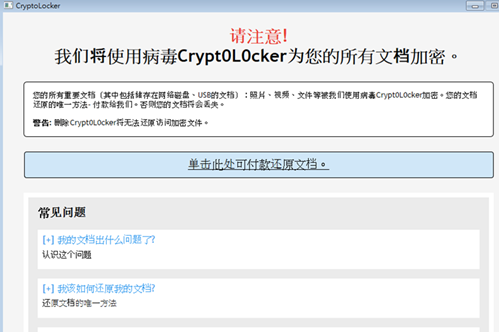 CryptoLocker
请注意!
我们将使用病毒Crypt0L0cker为您的所有文档加密。
您的所有重要文档（其中包括储存在网络磁盘、USB的文档）：照片、视频、文件等被我们使用病毒Crypt0L0cker加密。您的文档
还原的唯一方法- 付款给我们。否则您的文档将会丢失。
警告: 删除Crypt0L0cker将无法还原访问加密文件。
单击此处可付款还原文档。
常见问题
[+] 我的文档出什么问题了?
认识这个问题
[+] 我该如何还原我的文档?
还原文档的唯一方法